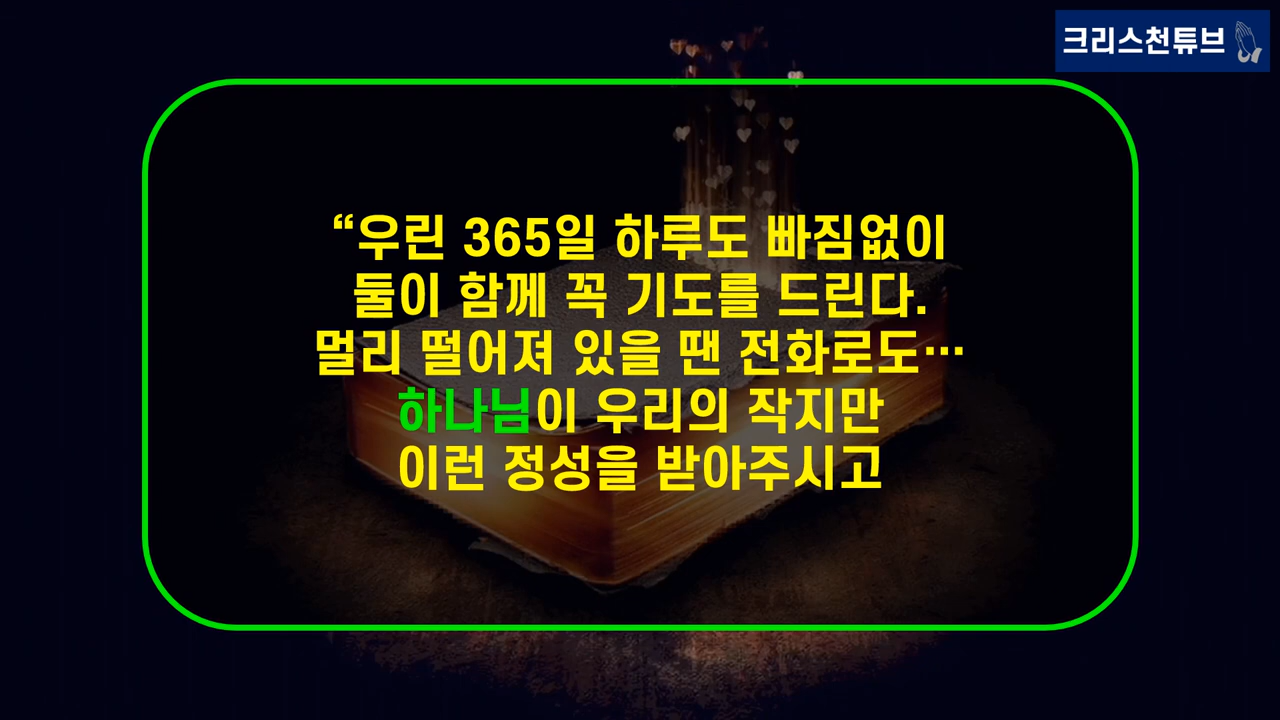 크리스천튜브
“우린 365일 하루도 빠짐없이
둘이 함께 꼭 기도를 드린다.
멀리 떨어져 있을 땐 전화로도…
하나님이 우리의 작지만
이런 정성을 받아주시고